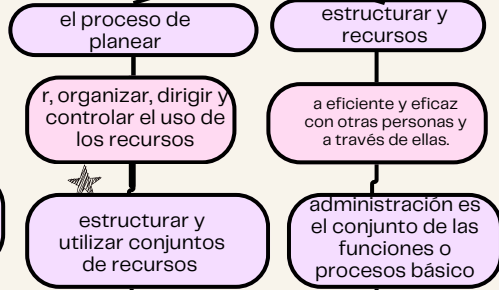 el proceso de
planear
r, organizar, dirigir y
controlar el uso de
los recursos
estructurar y
utilizar conjuntos
de recursos
estructurar y
recursos
a eficiente y eficaz
con otras personas y
a través de ellas.
administración es
el conjunto de las
funciones o
procesos básico